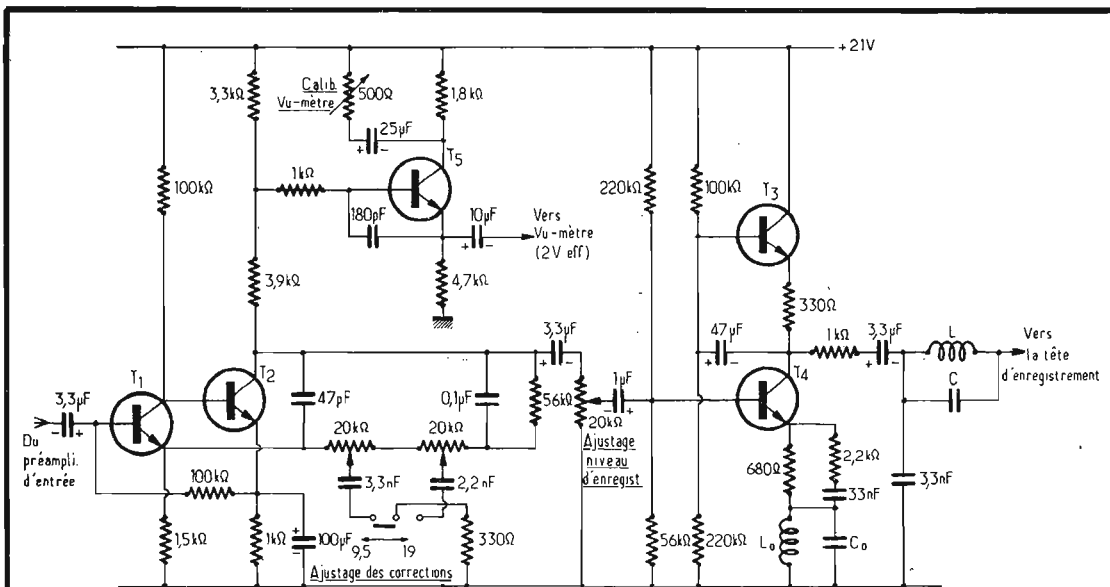 +21V
3,3kΩ
Calib.
Vu-mètre
500Ω
1,8kΩ
25µF
+ -
T5
100kΩ
1kΩ
180pF
10µF
+ -
Vers
Vu-mètre
(2V eff)
220kΩ
100kΩ
T3
3,9kΩ
4,7kΩ
330Ω
3,3µF
+ -
47µF
+ -
1kΩ
3,3µF
+ -
L
C
Vers
la tête
d'enregistrement
T1
T2
T4
3,3µF
- +
Du
préampli.
d'entrée
47pF
0,1µF
56kΩ
1µF
- +
20kΩ
Ajustage
niveau
d'enregist.
20kΩ
20kΩ
100kΩ
3,3nF
2,2nF
680Ω
2,2kΩ
33nF
3,3nF
1,5kΩ
1kΩ
+
-
100µF
9,5
19
330Ω
56kΩ
220kΩ
Lo
Co
Ajustage des corrections